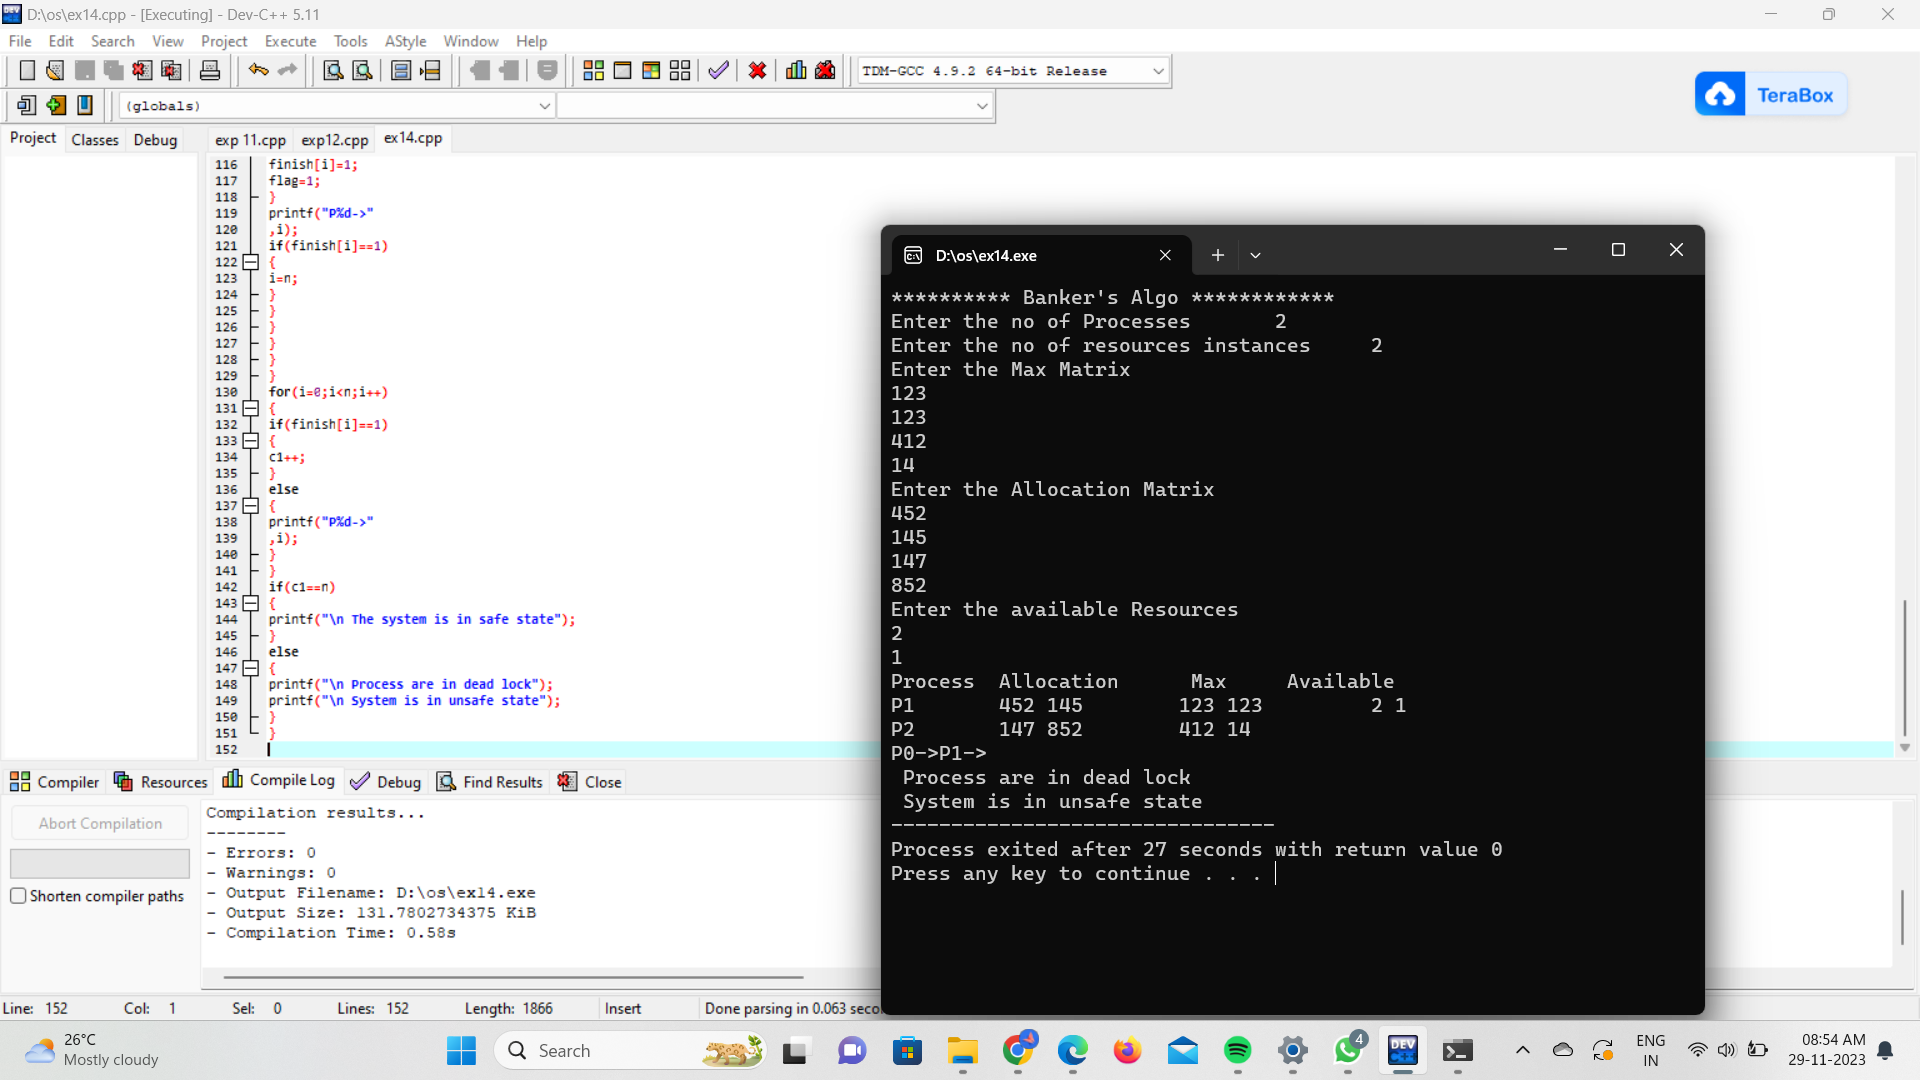 D:\os\ex14.cpp - [Executing] - Dev-C++ 5.11
File Edit Search View Project Execute Tools AStyle Window Help
TDM-GCC 4.9.2 64-bit Release
(globals)
TeraBox
Project Classes Debug exp 11.cpp exp12.cpp ex14.cpp
116 finish[i]=1;
117 flag=1;
118 }
119 printf("P%d->"
120 ,i);
121 if(finish[i]==1)
122 {
123 i=n;
124 }
125 }
126 }
127 }
128 }
129 }
130 for(i=0;i<n;i++)
131 {
132 if(finish[i]==1)
133 {
134 c1++;
135 }
136 else
137 {
138 printf("P%d->"
139 ,i);
140 }
141 }
142 if(c1==n)
143 {
144 printf("\n The system is in safe state");
145 }
146 else
147 {
148 printf("\n Process are in dead lock");
149 printf("\n System is in unsafe state");
150 }
151 }
152
D:\os\ex14.exe
********** Banker's Algo ************
Enter the no of Processes 2
Enter the no of resources instances 2
Enter the Max Matrix
123
123
412
14
Enter the Allocation Matrix
452
145
147
852
Enter the available Resources
2
1
Process Allocation Max Available
P1 452 145 123 123 2 1
P2 147 852 412 14
P0->P1->
Process are in dead lock
System is in unsafe state
--------------------------------
Process exited after 27 seconds with return value 0
Press any key to continue . . .
Compiler Resources Compile Log Debug Find Results Close
Abort Compilation
Shorten compiler paths
Compilation results...
--------
- Errors: 0
- Warnings: 0
- Output Filename: D:\os\ex14.exe
- Output Size: 131.7802734375 KiB
- Compilation Time: 0.58s
Line: 152 Col: 1 Sel: 0 Lines: 152 Length: 1866 Insert Done parsing in 0.063
26°C
Mostly cloudy
Search
4
DEV
ENG
IN
08:54 AM
29-11-2023